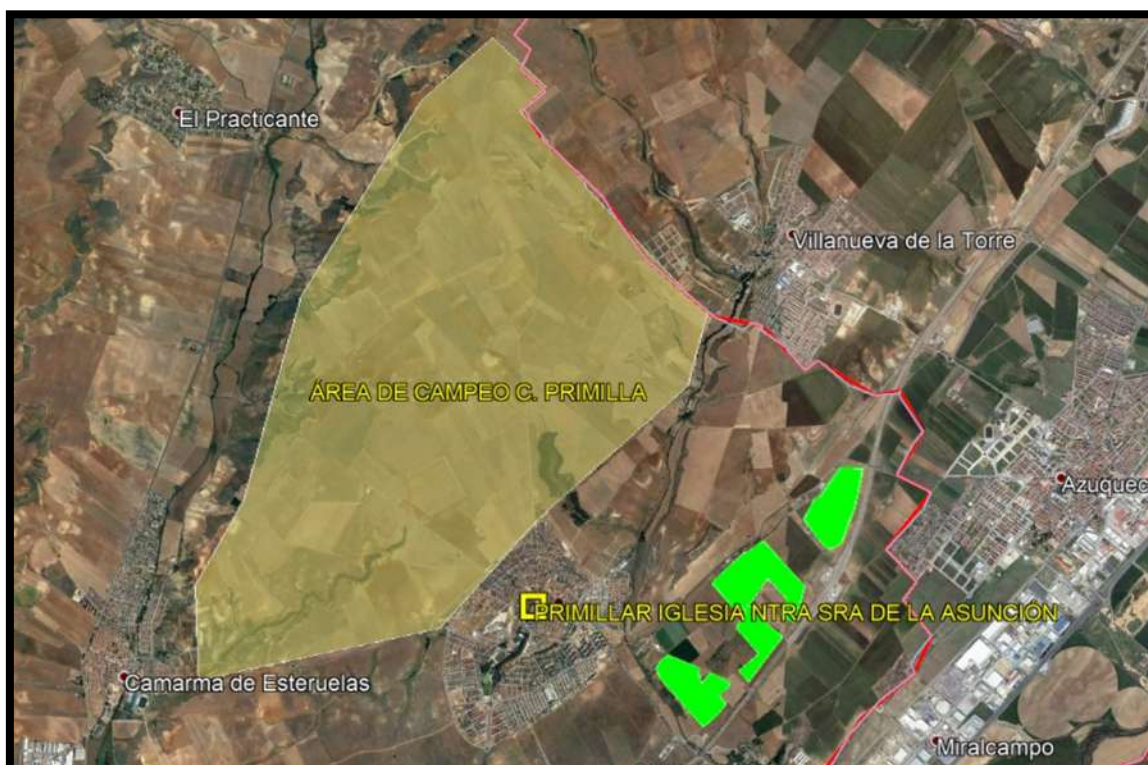 El Practicante
Villanueva de la Torre
ÁREA DE CAMPEO C. PRIMILLA
Azuquec
PRIMILLAR IGLESIA NTRA SRA DE LA ASUNCIÓN
Camarma de Esteruelas
Miralcampo